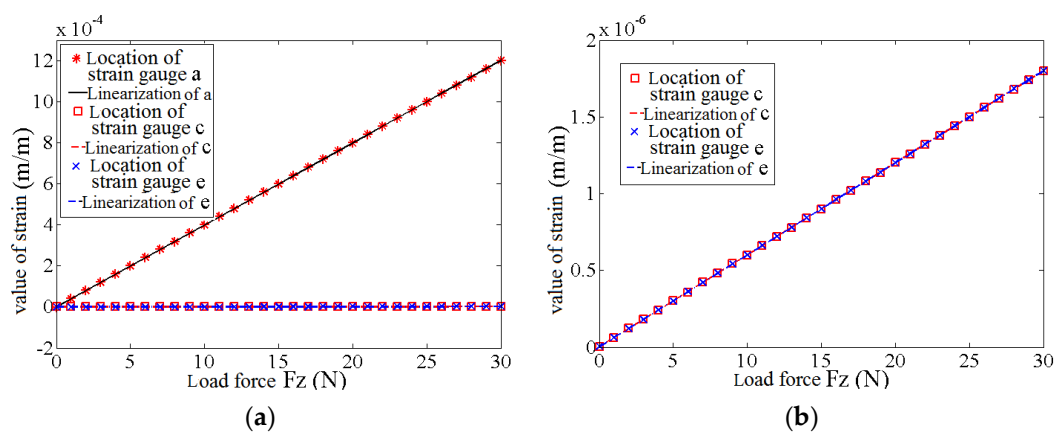 x 10-4
12
10
8
6
4
2
0
-2
value of strain (m/m)
Location of
strain gauge a
Linearization of a
Location of
strain gauge c
Linearization of c
Location of
strain gauge e
Linearization of e
0 5 10 15 20 25 30
Load force Fz (N)
(a)
x 10-6
2
1.5
1
0.5
0
value of strain (m/m)
Location of
strain gauge c
Linearization of c
Location of
strain gauge e
Linearization of e
0 5 10 15 20 25 30
Load force Fz (N)
(b)